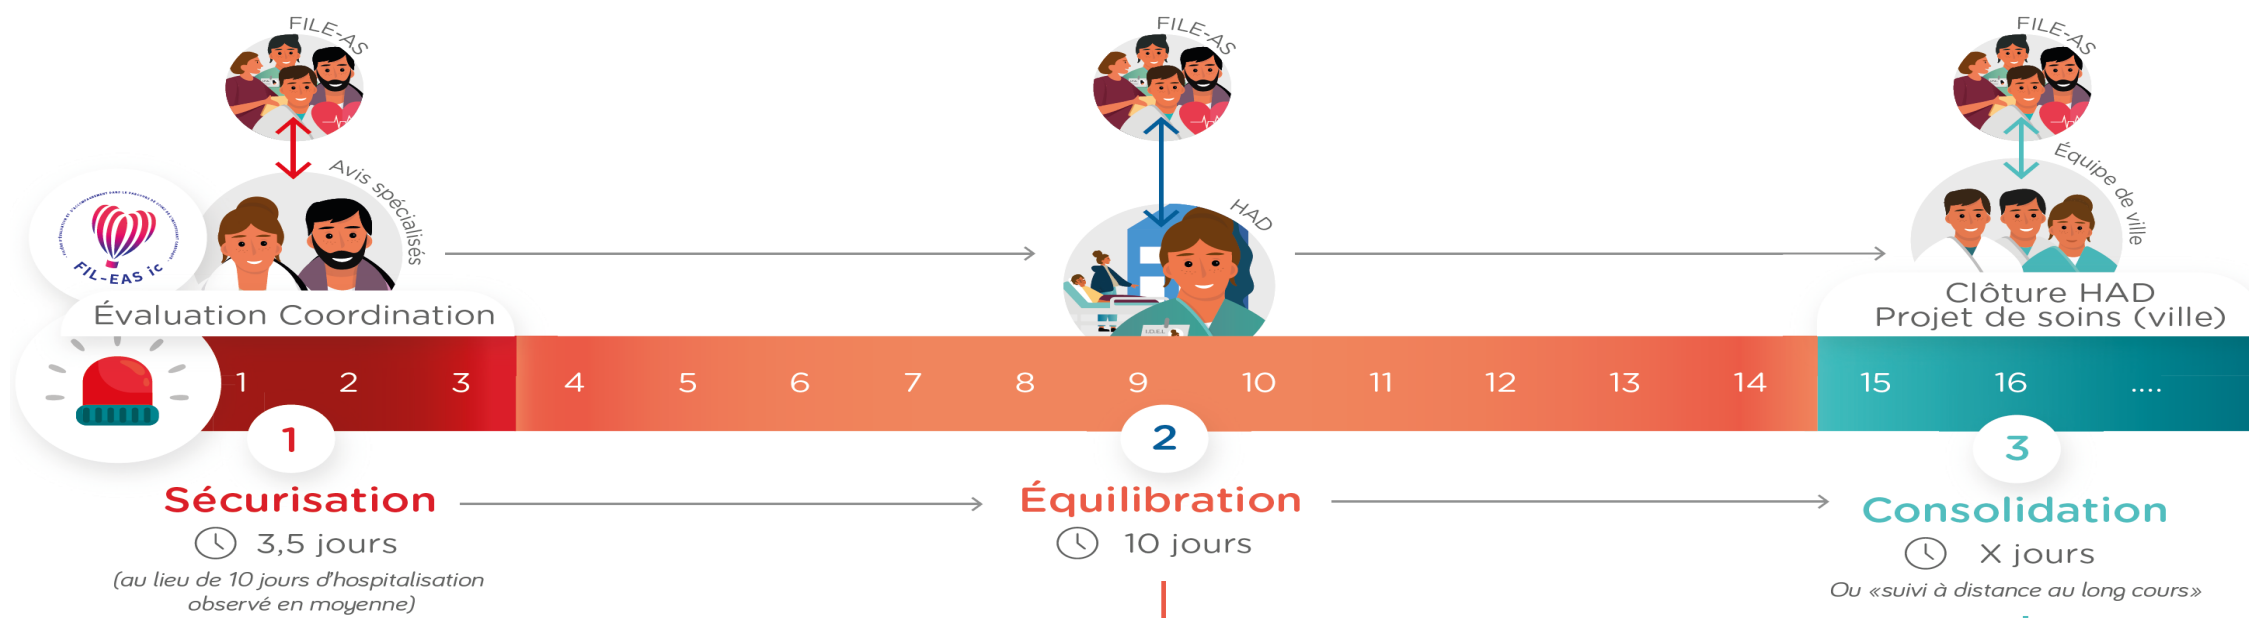 FILE-AS
FILE-AS
FILE-AS
Avis spécialisés
HAD
Équipe de ville
FIL-EAS ic
Évaluation Coordination
Clôture HAD
Projet de soins (ville)
1 2 3 4 5 6 7 8 9 10 11 12 13 14 15 16 ....
1
2
3
Sécurisation
Équilibration
Consolidation
3,5 jours
10 jours
X jours
(au lieu de 10 jours d'hospitalisation
observé en moyenne)
Ou «suivi à distance au long cours»